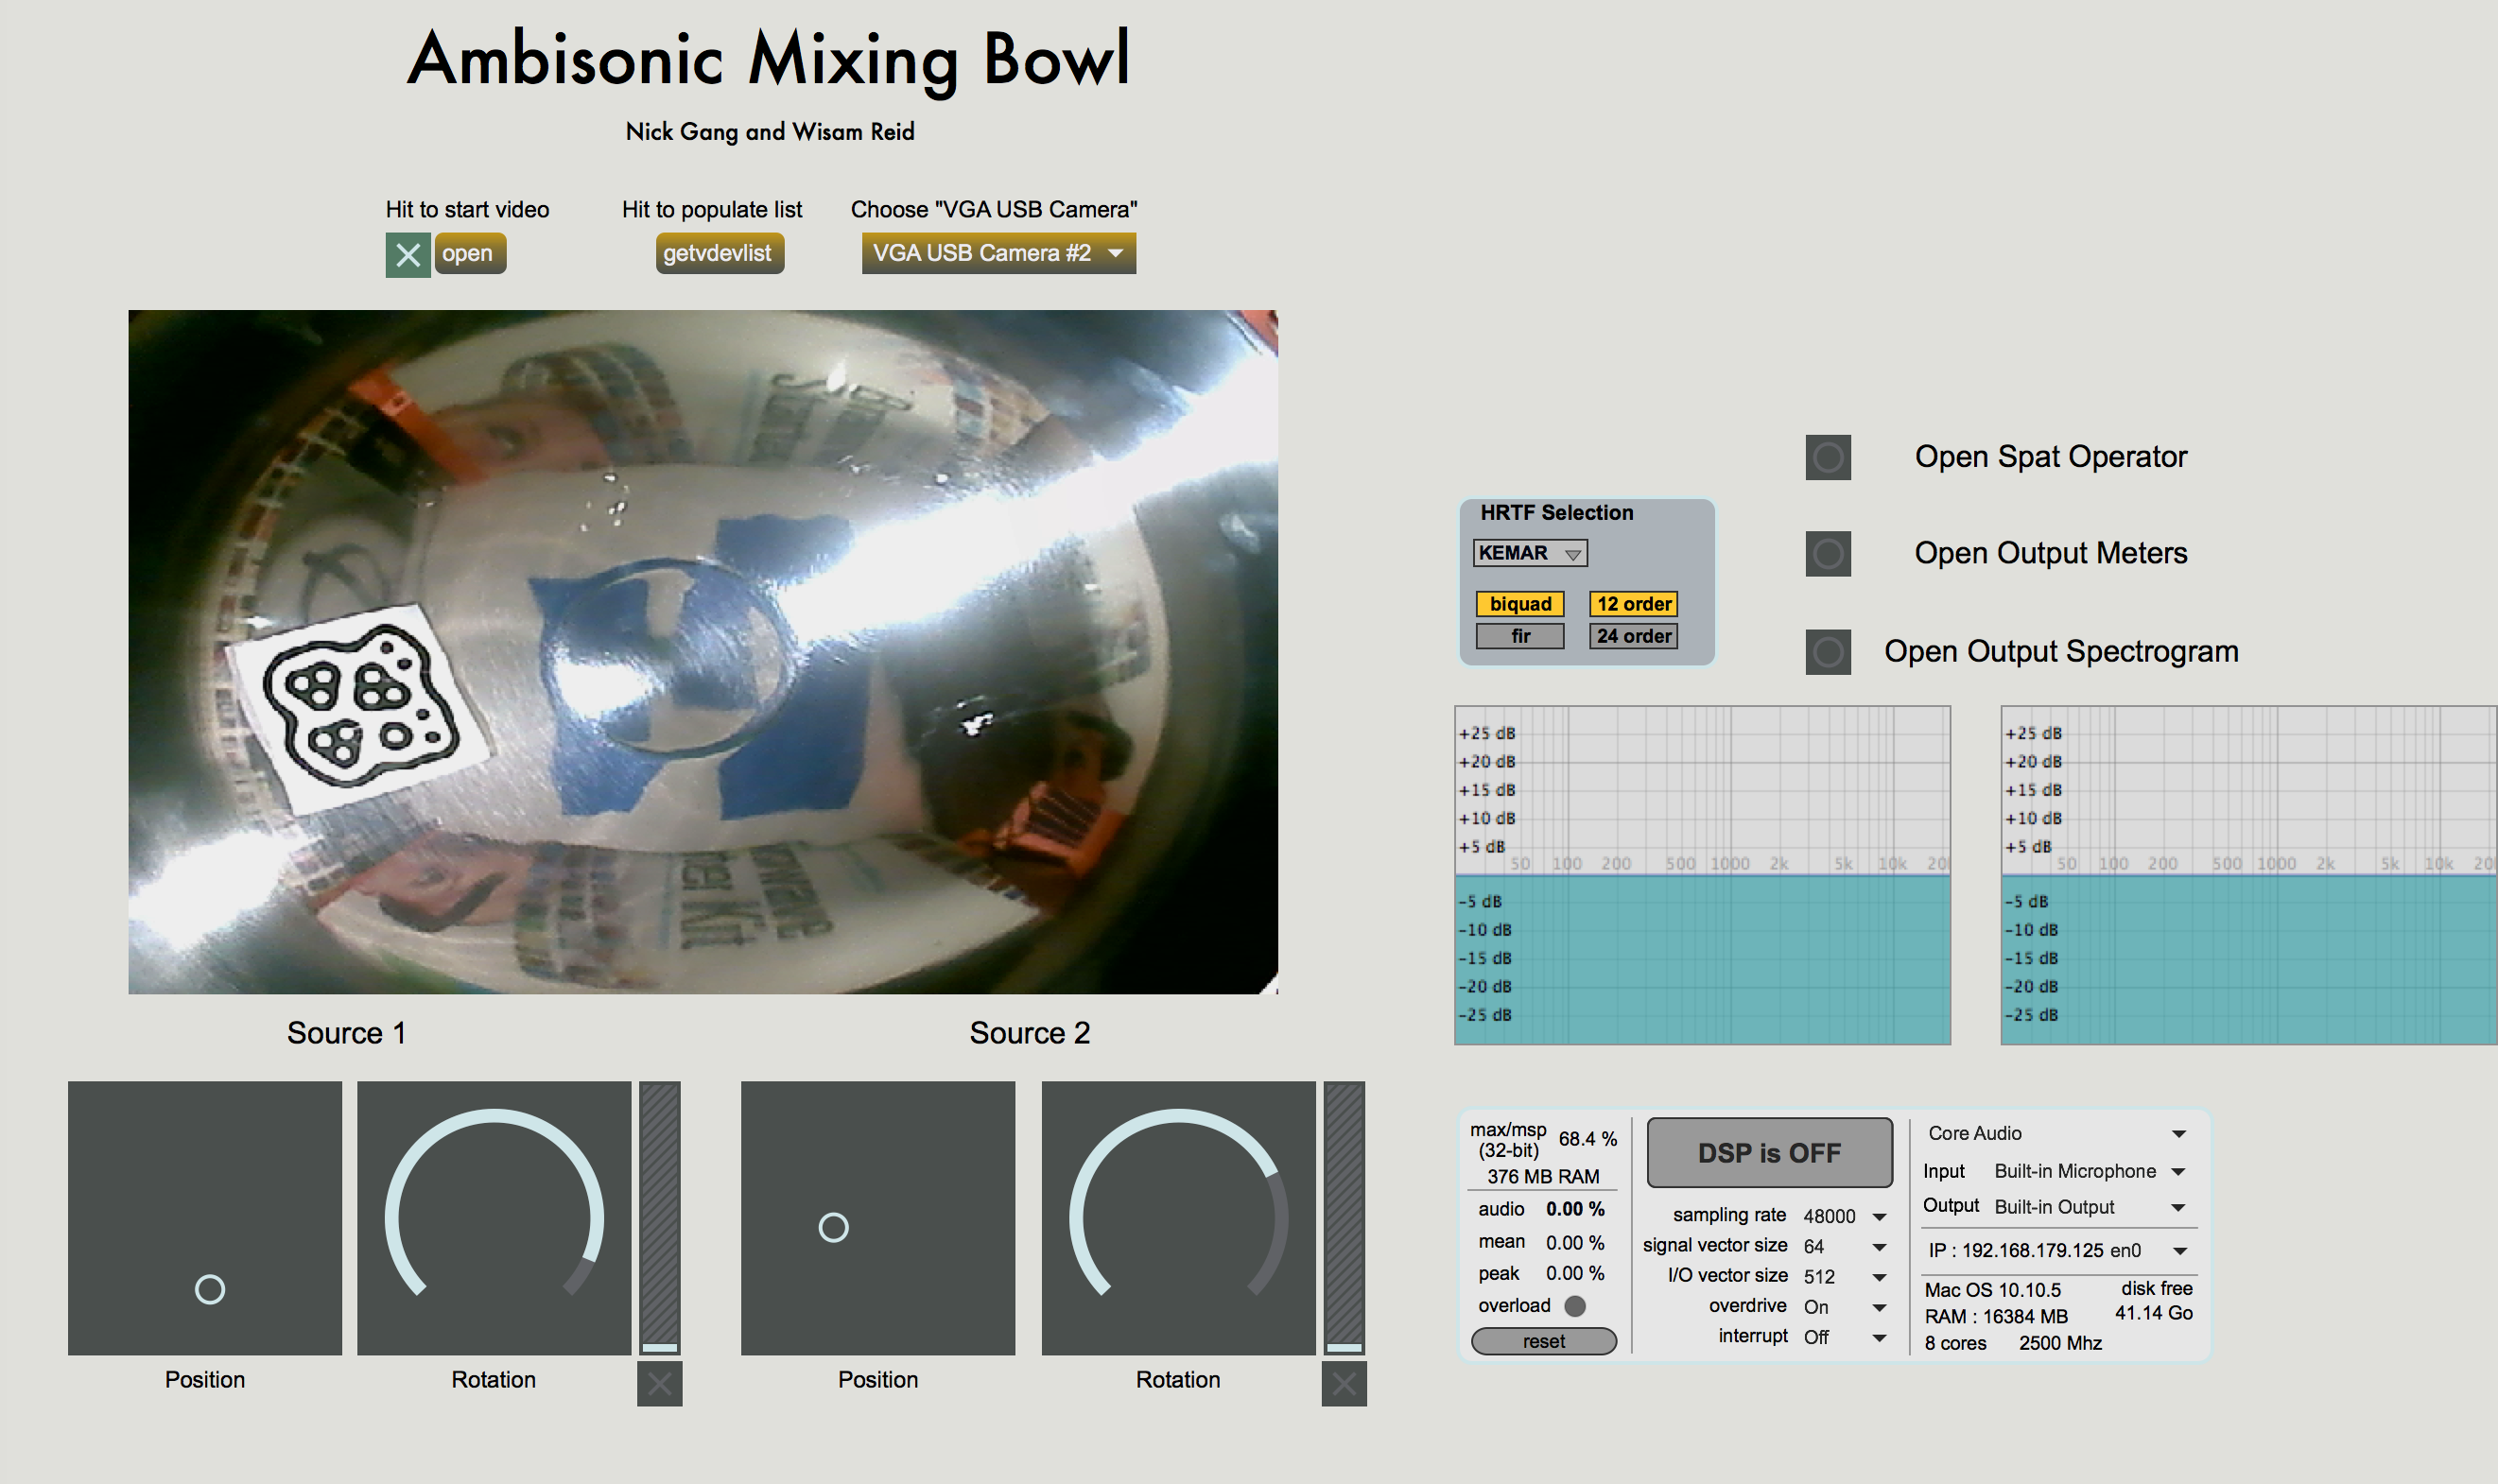 Ambisonic Mixing Bowl
Nick Gang and Wisam Reid
Hit to start video
open
Hit to populate list
getvdevlist
Choose "VGA USB Camera"
VGA USB Camera #2
Source 1
Source 2
Position
Rotation
Position
Rotation
HRTF Selection
KEMAR
biquad
12 order
fir
24 order
Open Spat Operator
Open Output Meters
Open Output Spectrogram
+25 dB
+20 dB
+15 dB
+10 dB
+5 dB
50 100 200 500 1000 2k 5k 10k 20
-5 dB
-10 dB
-15 dB
-20 dB
-25 dB
+25 dB
+20 dB
+15 dB
+10 dB
+5 dB
50 100 200 500 1000 2k 5k 10k 20
-5 dB
-10 dB
-15 dB
-20 dB
-25 dB
max/msp
(32-bit)
68.4 %
376 MB RAM
audio 0.00 %
mean 0.00 %
peak 0.00 %
overload
reset
DSP is OFF
sampling rate 48000
signal vector size 64
I/O vector size 512
overdrive On
interrupt Off
Core Audio
Input Built-in Microphone
Output Built-in Output
IP : 192.168.179.125 en0
Mac OS 10.10.5
disk free
RAM : 16384 MB
41.14 Go
8 cores 2500 Mhz